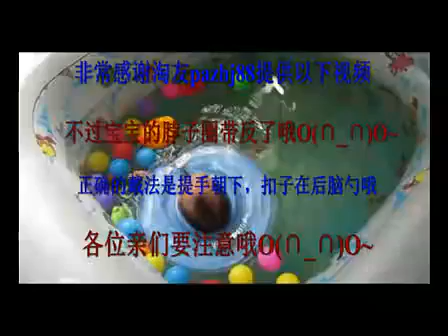 非常感谢淘友pazhj88提供以下视频
不过宝宝的脖子圈带反了哦O(∩_∩)O~
正确的戴法是提手朝下，扣子在后脑勺哦
各位亲们要注意哦O(∩_∩)O~